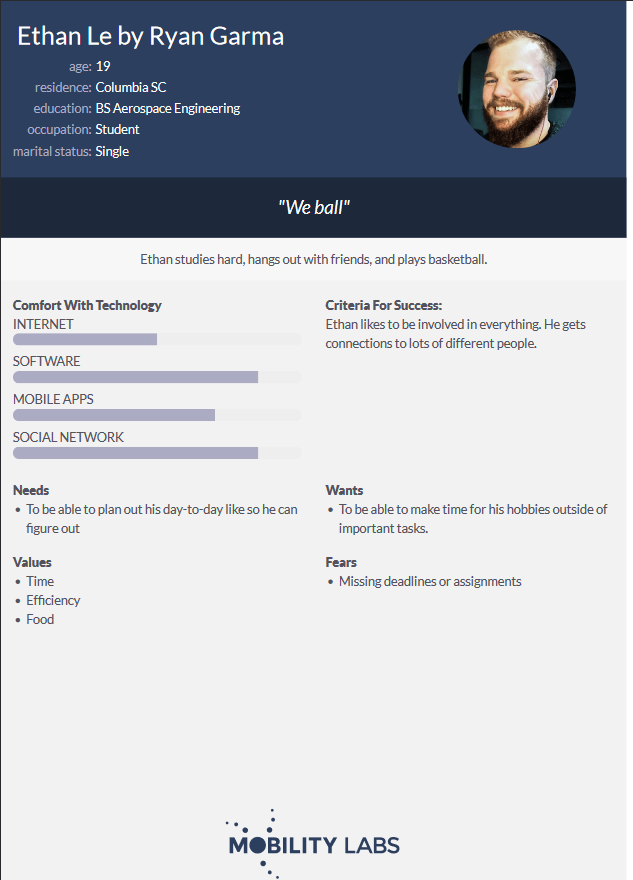 Ethan Le by Ryan Garma
age: 19
residence: Columbia SC
education: BS Aerospace Engineering
occupation: Student
marital status: Single
"We ball"
Ethan studies hard, hangs out with friends, and plays basketball.
Comfort With Technology
INTERNET
SOFTWARE
MOBILE APPS
SOCIAL NETWORK
Criteria For Success:
Ethan likes to be involved in everything. He gets
connections to lots of different people.
Needs
• To be able to plan out his day-to-day like so he can
figure out
Wants
• To be able to make time for his hobbies outside of
important tasks.
Values
• Time
• Efficiency
• Food
Fears
• Missing deadlines or assignments
MOBILITY LABS